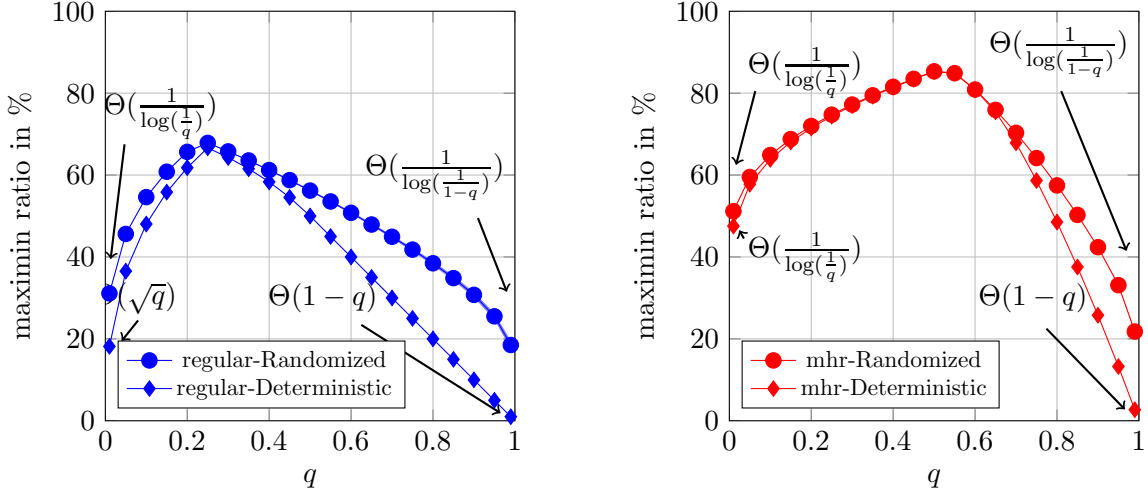 100
80
60
40
20
0
0
0.2
0.4
0.6
0.8
1
q
maximin ratio in %
Θ(1/log(1/q))
Θ(1/log(1/(1−q)))
(√q)
Θ(1 − q)
regular-Randomized
regular-Deterministic
100
80
60
40
20
0
0
0.2
0.4
0.6
0.8
1
q
maximin ratio in %
Θ(1/log(1/q))
Θ(1/log(1/(1−q)))
Θ(1/log(1/q))
Θ(1 − q)
mhr-Randomized
mhr-Deterministic